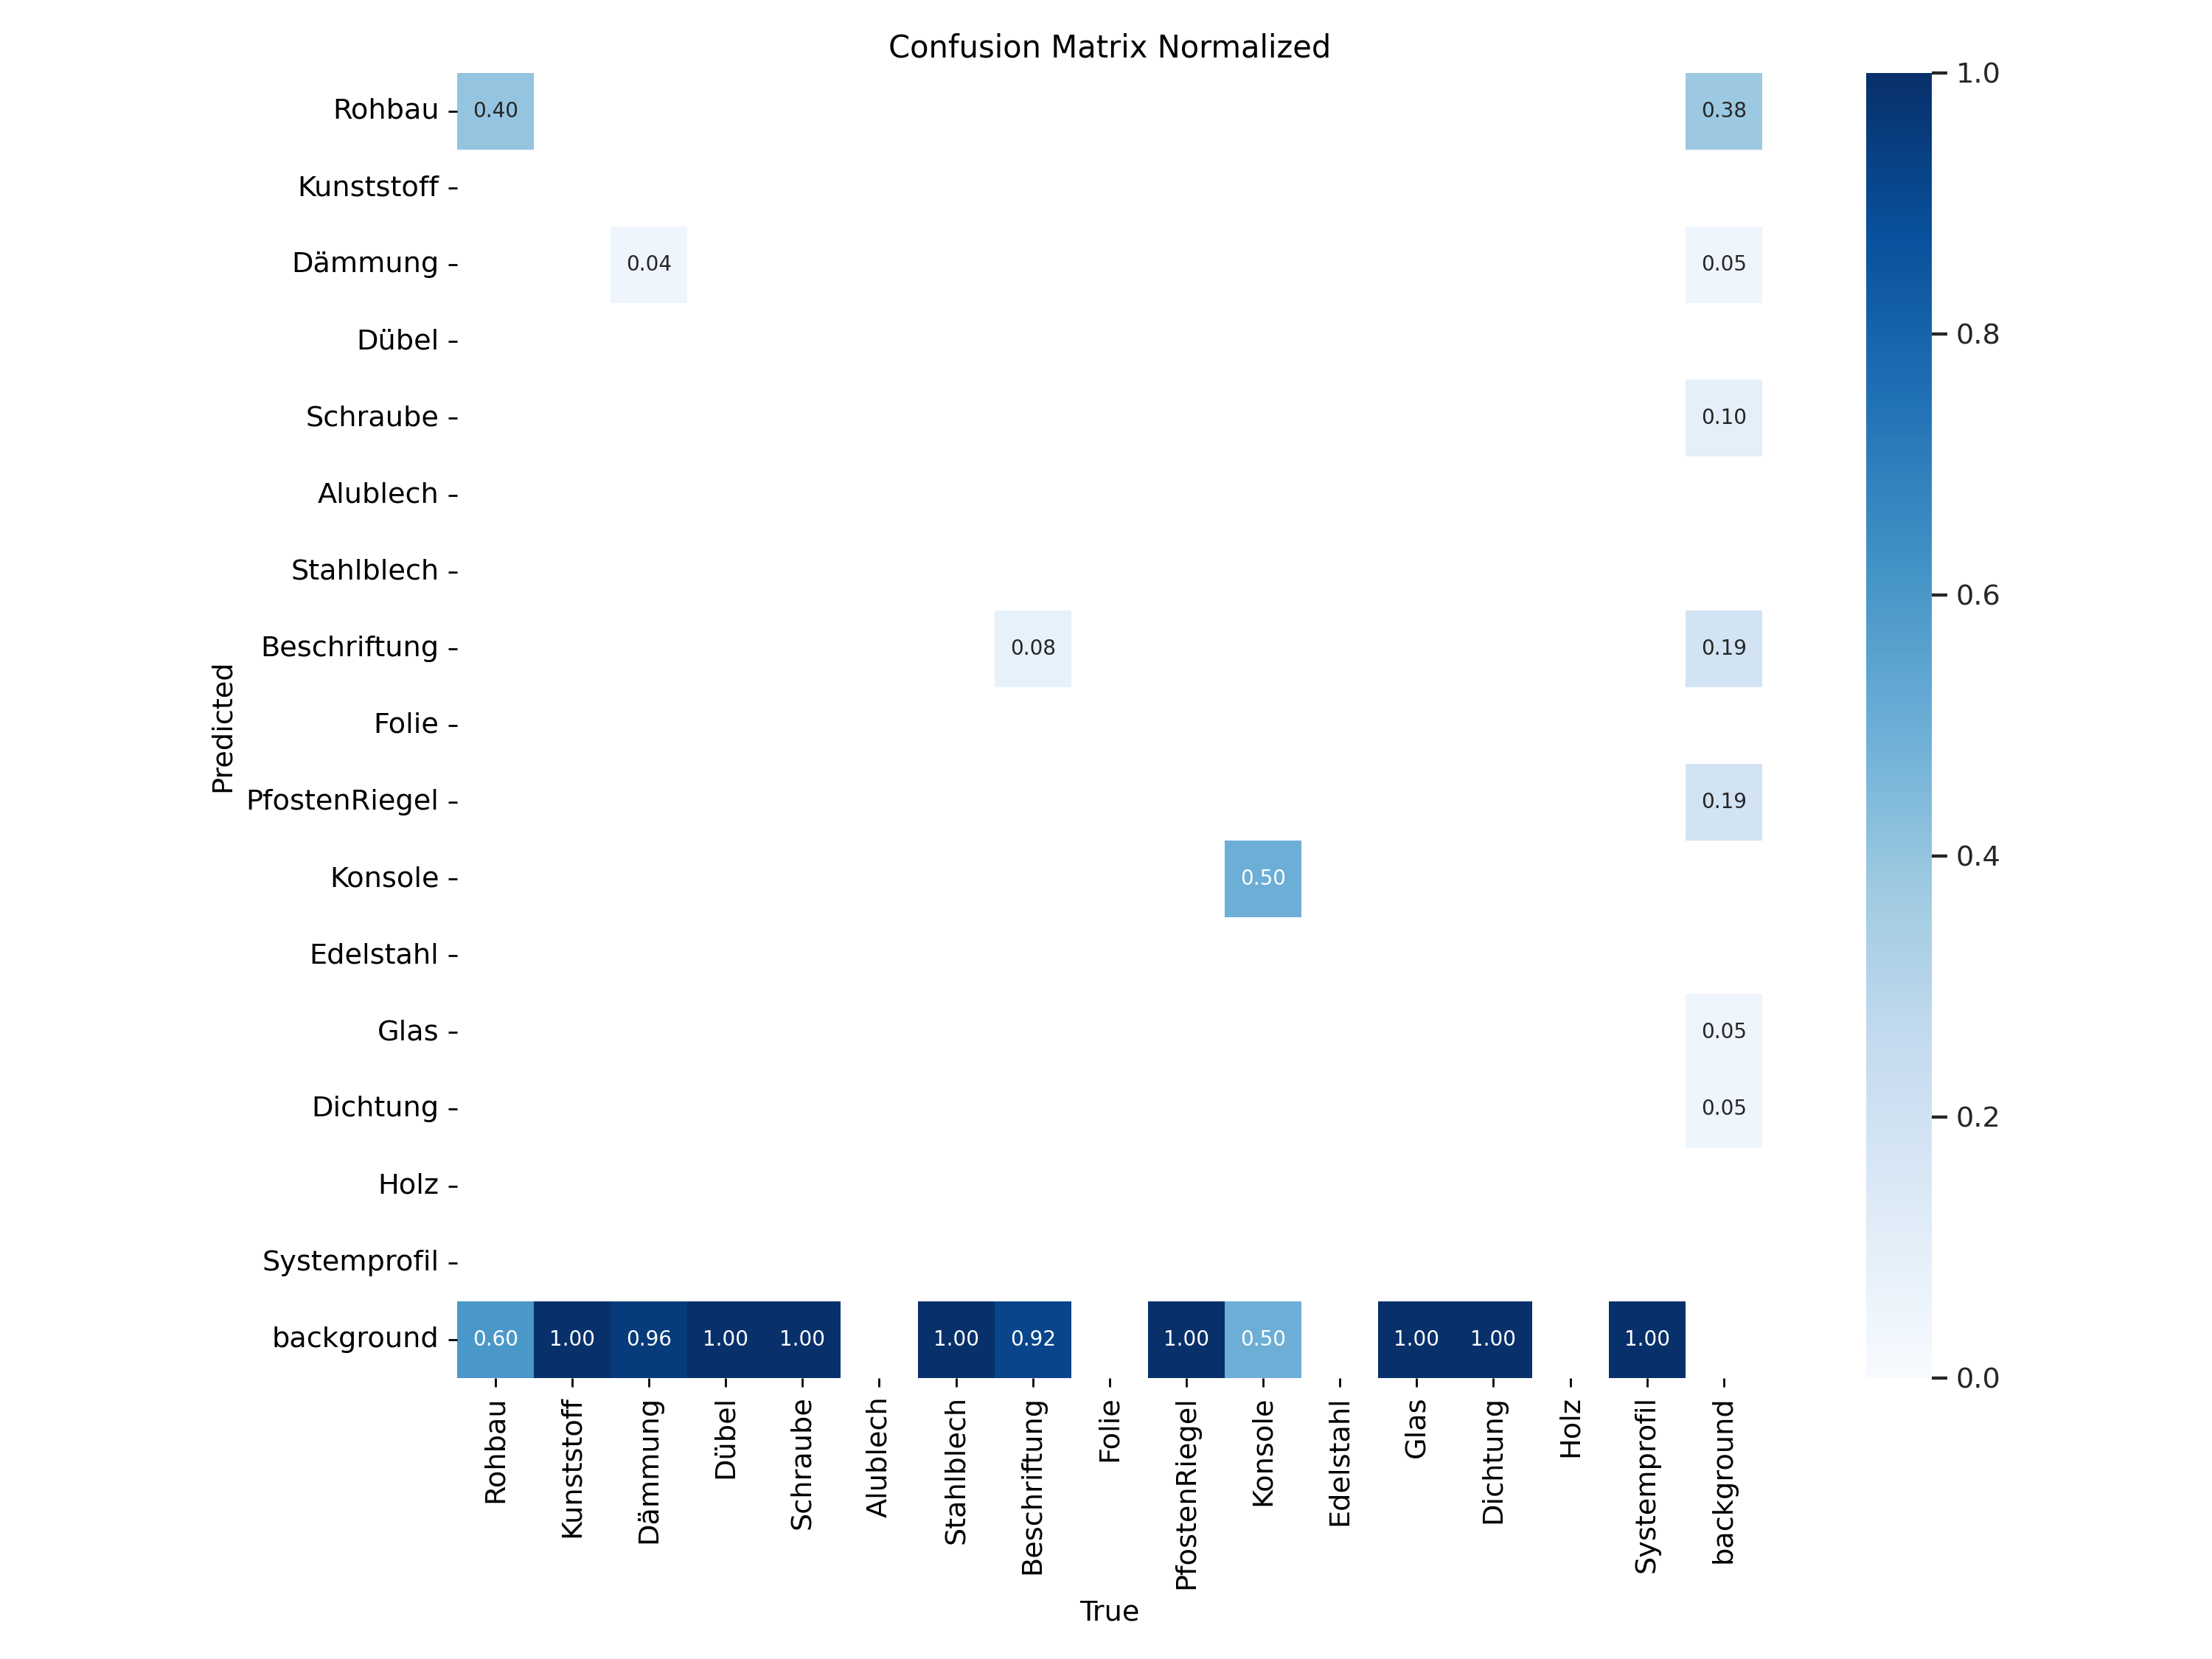 Confusion Matrix Normalized
Rohbau 0.40 0.38
Kunststoff
Dämmung 0.04 0.05
Dübel
Schraube 0.10
Alublech
Stahlblech
Beschriftung 0.08 0.19
Folie
PfostenRiegel 0.19
Konsole 0.50
Edelstahl
Glas 0.05
Dichtung 0.05
Holz
Systemprofil
background 0.60 1.00 0.96 1.00 1.00 1.00 0.92 1.00 0.50 1.00 1.00 1.00
Predicted
Rohbau Kunststoff Dämmung Dübel Schraube Alublech Stahlblech Beschriftung Folie PfostenRiegel Konsole Edelstahl Glas Dichtung Holz Systemprofil background
True
1.0
0.8
0.6
0.4
0.2
0.0